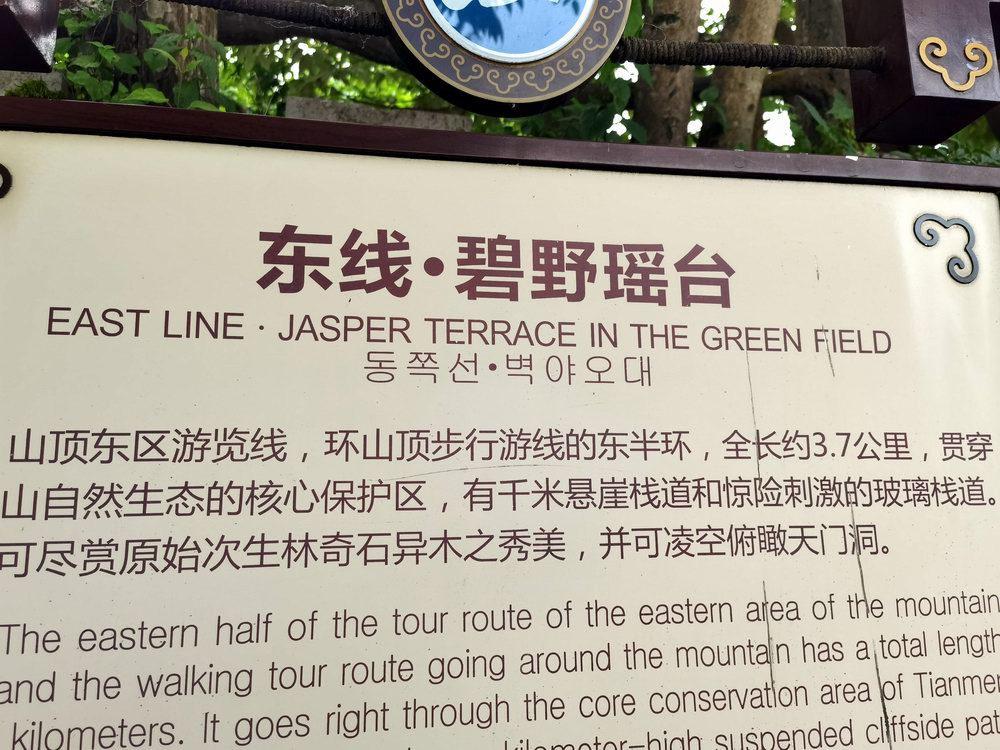 东线·碧野瑶台
EAST LINE · JASPER TERRACE IN THE GREEN FIELD
동쪽선·벽야오대
山顶东区游览线，环山顶步行游线的东半环，全长约3.7公里，贯穿
山自然生态的核心保护区，有千米悬崖栈道和惊险刺激的玻璃栈道。
可尽赏原始次生林奇石异木之秀美，并可凌空俯瞰天门洞。
The eastern half of the tour route of the eastern area of the mountain
and the walking tour route going around the mountain has a total length
kilometers. It goes right through the core conservation area of Tianmen
kilometer-high suspended cliffside